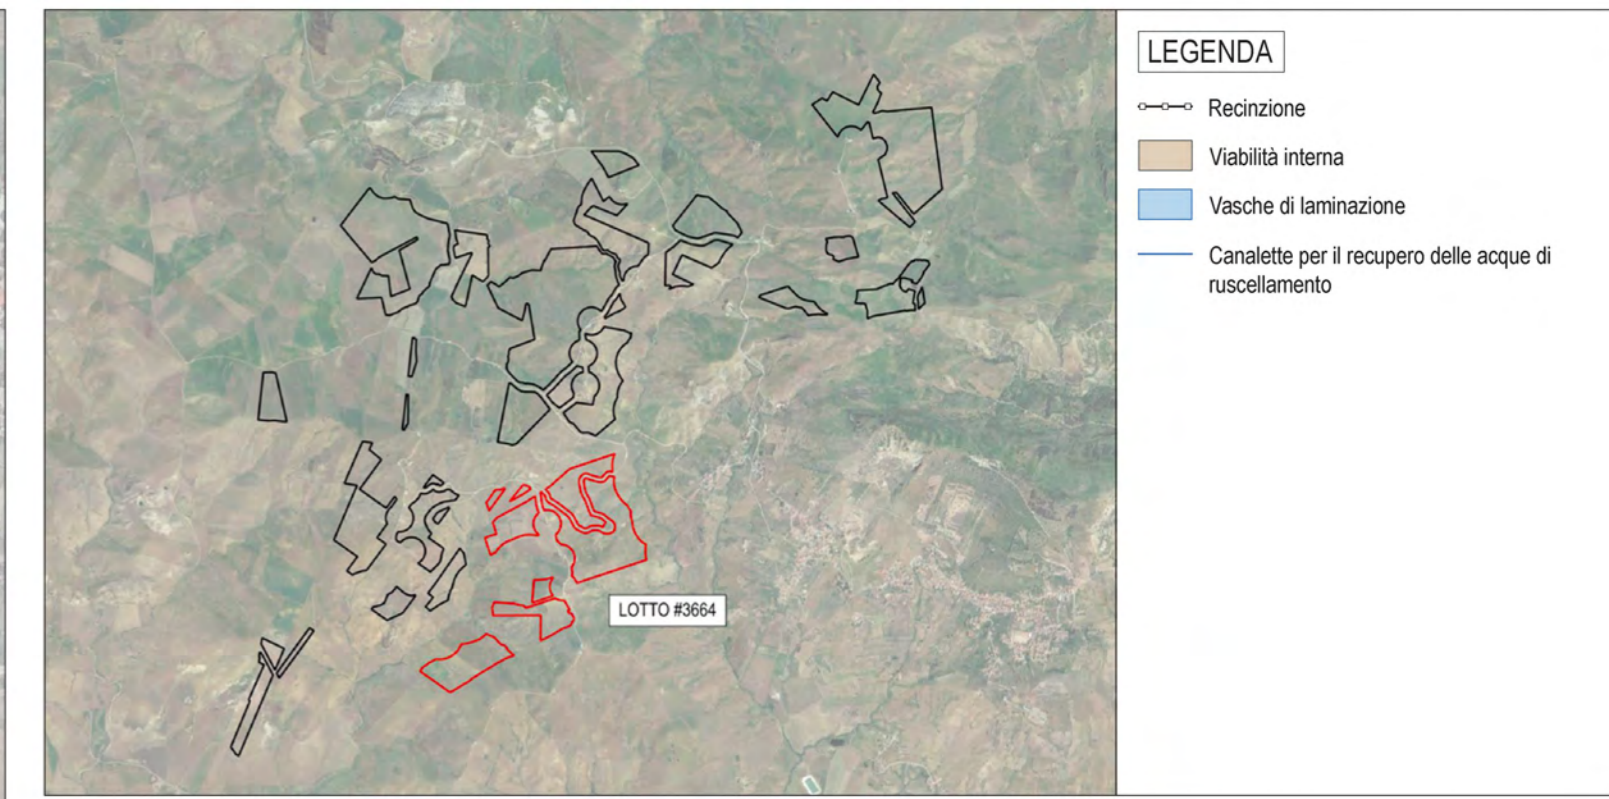 LEGENDA
Recinzione
Viabilità interna
Vasche di laminazione
Canalette per il recupero delle acque di
ruscellamento
LOTTO #3664